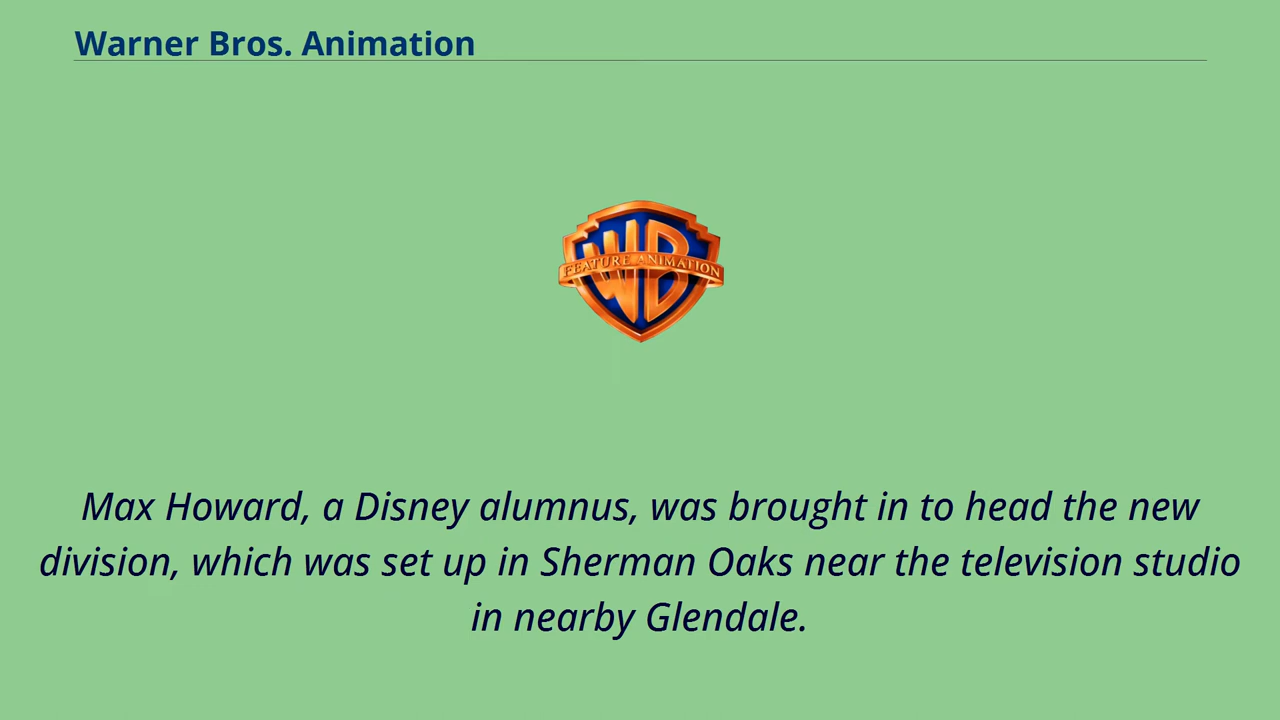 Warner Bros. Animation
WB
FEATURE ANIMATION
Max Howard, a Disney alumnus, was brought in to head the new
division, which was set up in Sherman Oaks near the television studio
in nearby Glendale.